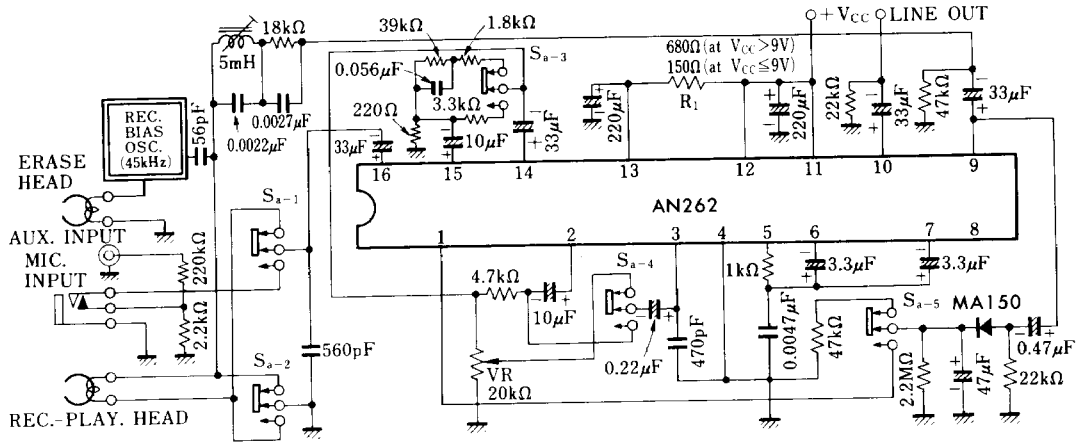 + VCC LINE OUT
18kΩ
39kΩ
1.8kΩ
Sa-3
680Ω (at VCC>9V)
150Ω (at VCC≤9V)
R1
5mH
0.056μF
3.3kΩ
220Ω
0.0027μF
0.0022μF
56pF
REC.
BIAS
OSC.
(45kHz)
33μF
10μF
33μF
220μF
220μF
22kΩ
33μF
47kΩ
33μF
16
15
14
13
12
11
10
9
AN262
1
2
3
4
5
6
7
8
ERASE
HEAD
AUX. INPUT
MIC.
INPUT
220kΩ
2.2kΩ
Sa-1
Sa-2
560pF
REC.-PLAY. HEAD
4.7kΩ
10μF
VR
20kΩ
Sa-4
0.22μF
470pF
1kΩ
0.0047μF
3.3μF
3.3μF
47kΩ
Sa-5
MA150
2.2MΩ
47μF
22kΩ
0.47μF